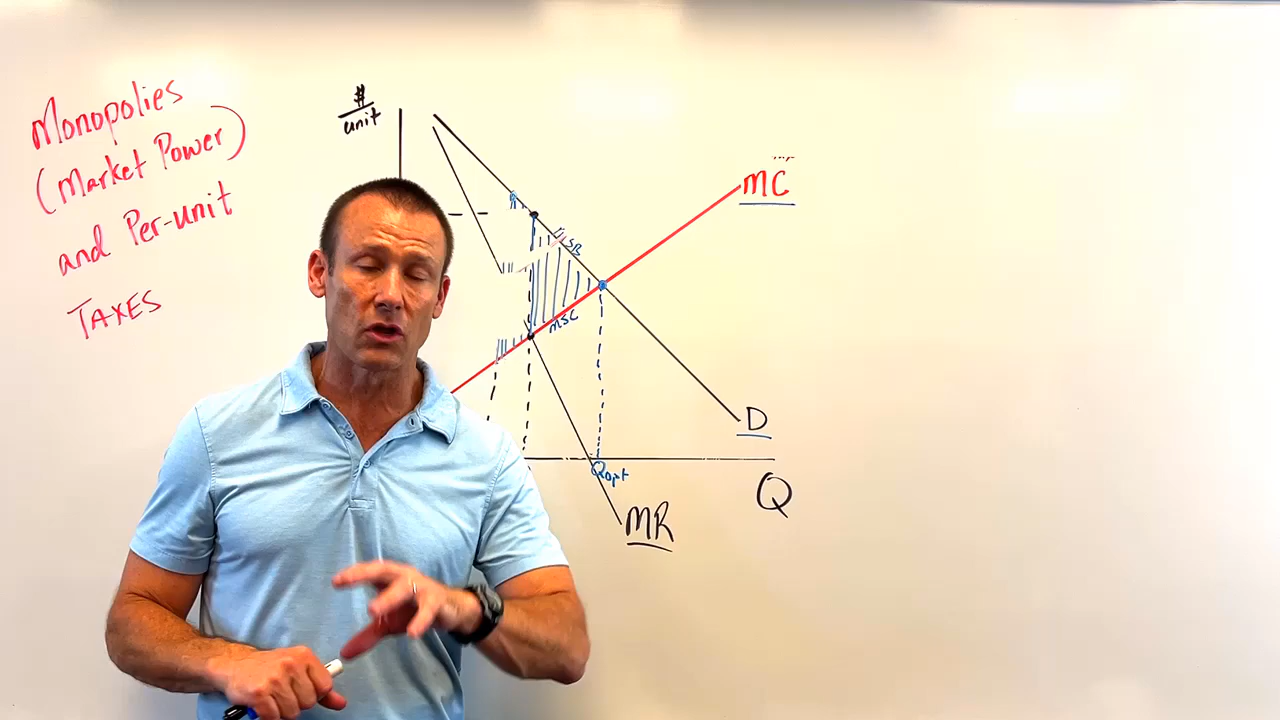 Monopolies
(Market Power)
and Per-unit
TAXES
$
unit
MC
MSB
MSC
D
Qopt
Q
MR